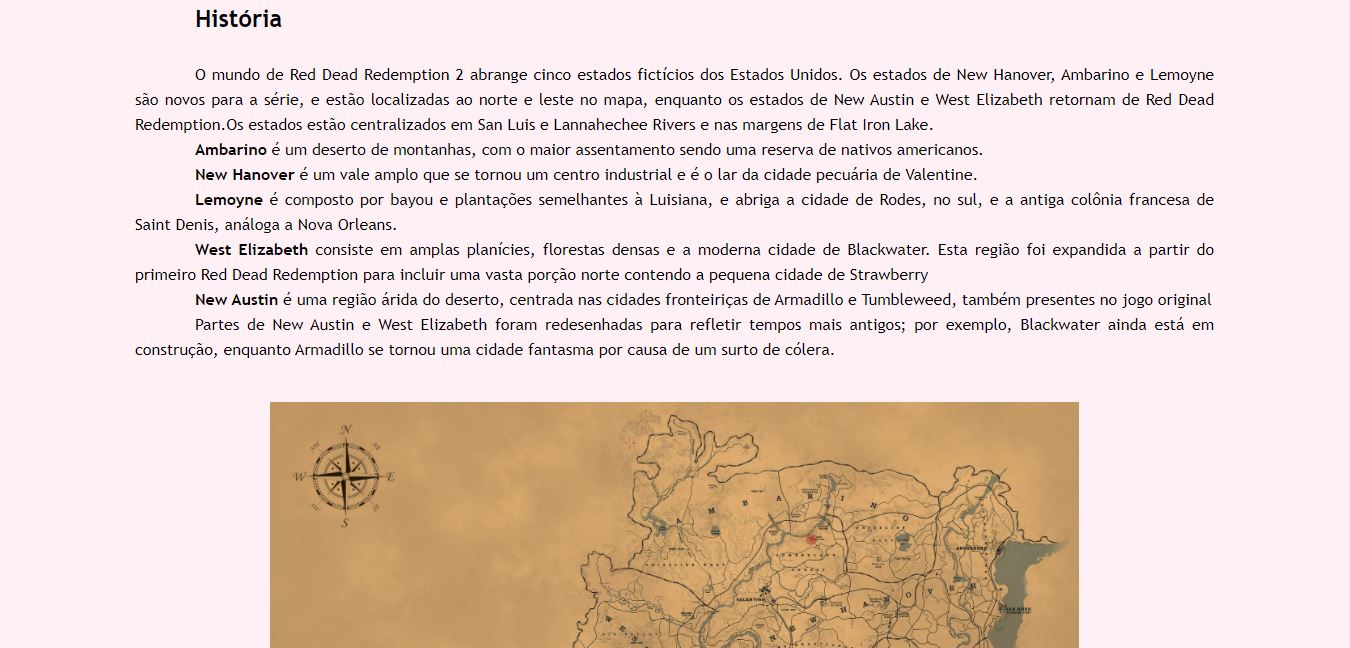 História
O mundo de Red Dead Redemption 2 abrange cinco estados fictícios dos Estados Unidos. Os estados de New Hanover, Ambarino e Lemoyne
são novos para a série, e estão localizadas ao norte e leste no mapa, enquanto os estados de New Austin e West Elizabeth retornam de Red Dead
Redemption.Os estados estão centralizados em San Luis e Lannahechee Rivers e nas margens de Flat Iron Lake.
Ambarino é um deserto de montanhas, com o maior assentamento sendo uma reserva de nativos americanos.
New Hanover é um vale amplo que se tornou um centro industrial e é o lar da cidade pecuária de Valentine.
Lemoyne é composto por bayou e plantações semelhantes à Luisiana, e abriga a cidade de Rodes, no sul, e a antiga colônia francesa de
Saint Denis, análoga a Nova Orleans.
West Elizabeth consiste em amplas planícies, florestas densas e a moderna cidade de Blackwater. Esta região foi expandida a partir do
primeiro Red Dead Redemption para incluir uma vasta porção norte contendo a pequena cidade de Strawberry
New Austin é uma região árida do deserto, centrada nas cidades fronteiriças de Armadillo e Tumbleweed, também presentes no jogo original
Partes de New Austin e West Elizabeth foram redesenhadas para refletir tempos mais antigos; por exemplo, Blackwater ainda está em
construção, enquanto Armadillo se tornou uma cidade fantasma por causa de um surto de cólera.
N
W E
S
AMBARINO
ANNESBURG
VALENTINE
NEW HANOVER